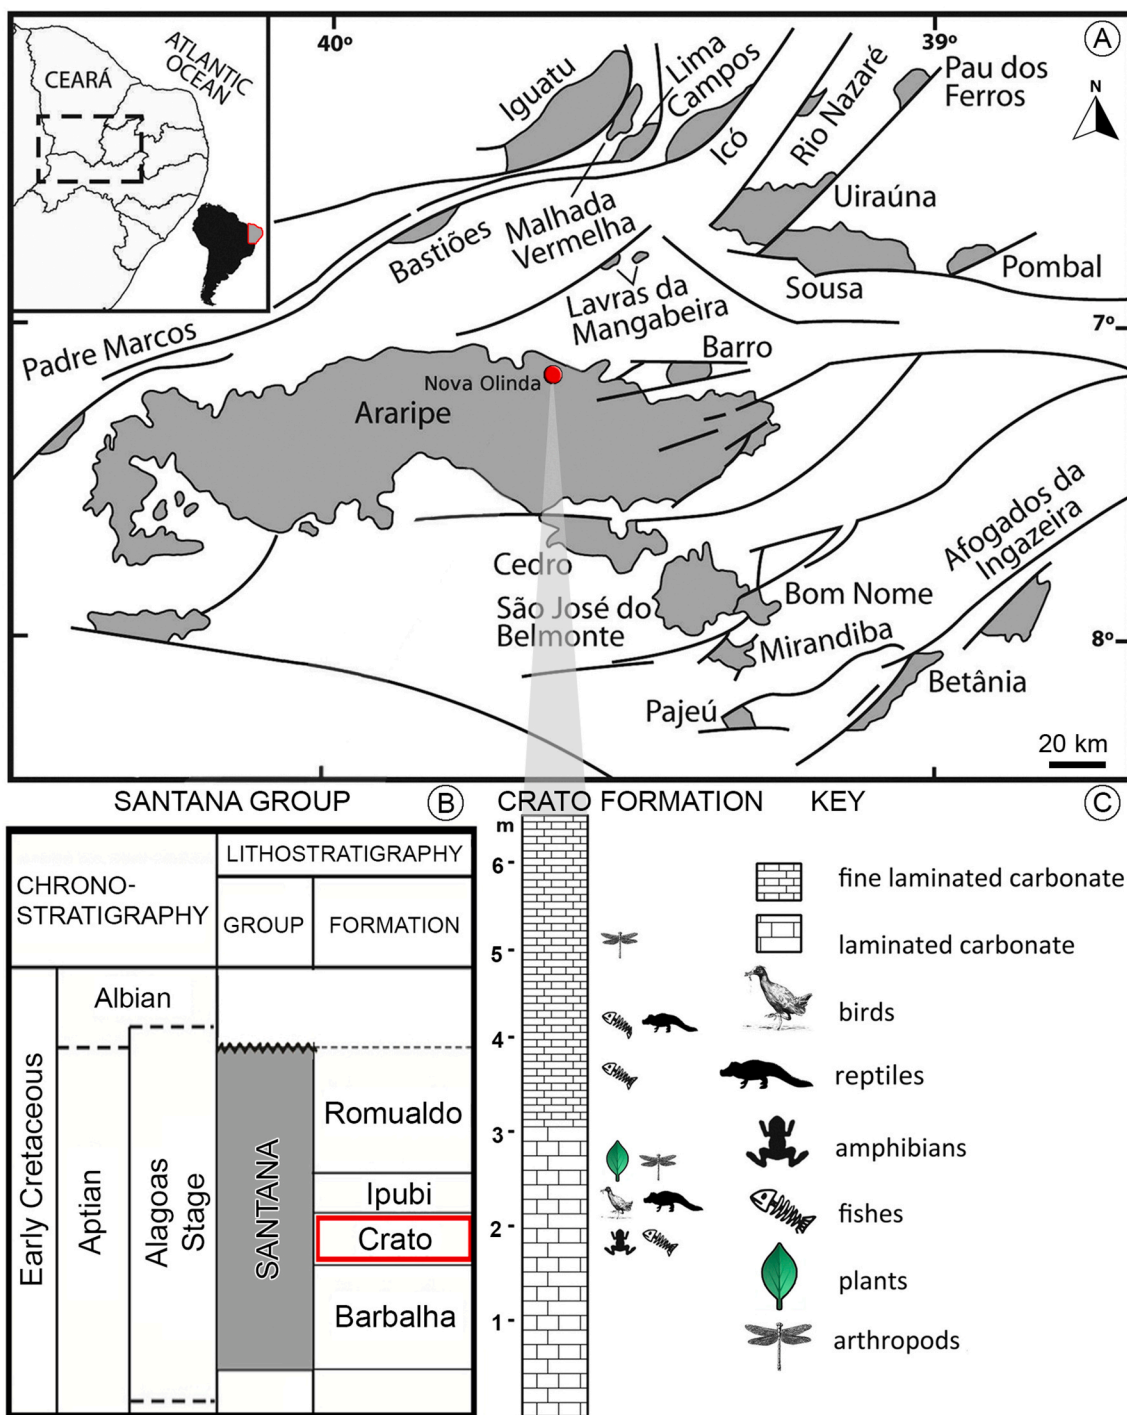 40º
39º
A
N
CEARÁ
ATLANTIC
OCEAN
Iguatu
Lima
Campos
Icó
Rio Nazaré
Pau dos
Ferros
Malhada
Vermelha
Bastiões
Uiraúna
Lavras da
Mangabeira
Sousa
Pombal
7º
Padre Marcos
Barro
Nova Olinda
Araripe
Afogados da
Ingazeira
Cedro
São José do
Belmonte
Bom Nome
Mirandiba
8º
Pajeú
Betânia
20 km
SANTANA GROUP
B
CHRONO-
STRATIGRAPHY
LITHOSTRATIGRAPHY
GROUP
FORMATION
Early Cretaceous
Albian
Aptian
Alagoas
Stage
SANTANA
Romualdo
Ipubi
Crato
Barbalha
CRATO FORMATION
KEY
C
m
6
5
4
3
2
1
fine laminated carbonate
laminated carbonate
birds
reptiles
amphibians
fishes
plants
arthropods